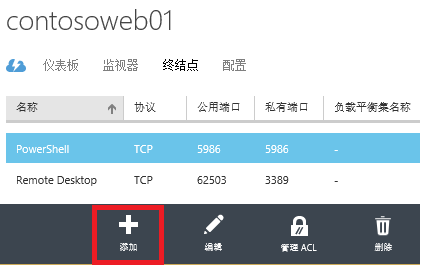 contosoweb01
仪表板 监视器 终结点 配置
名称 协议 公用端口 私有端口 负载平衡集名称
PowerShell TCP 5986 5986 -
Remote Desktop TCP 62503 3389 -
添加 编辑 管理 ACL 删除